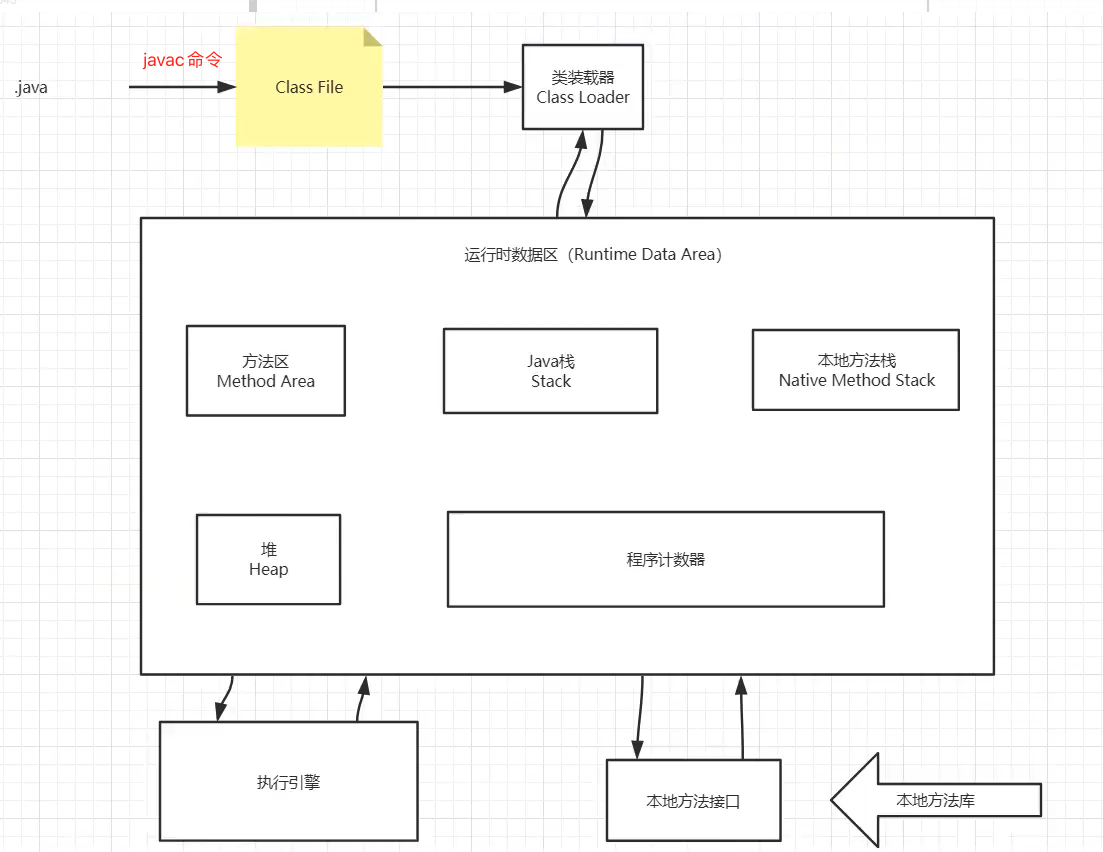 javac命令
.java
Class File
类装载器
Class Loader
运行时数据区（Runtime Data Area）
方法区
Method Area
Java栈
Stack
本地方法栈
Native Method Stack
堆
Heap
程序计数器
执行引擎
本地方法接口
本地方法库